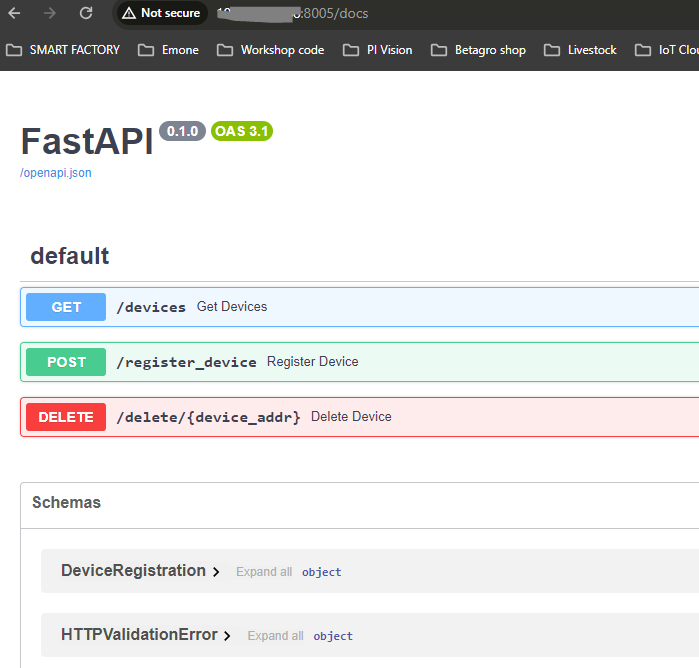 Not secure :8005/docs
SMART FACTORY Emone Workshop code PI Vision Betagro shop Livestock IoT Clou
FastAPI 0.1.0 OAS 3.1
/openapi.json
default
GET /devices Get Devices
POST /register_device Register Device
DELETE /delete/{device_addr} Delete Device
Schemas
DeviceRegistration Expand all object
HTTPValidationError Expand all object